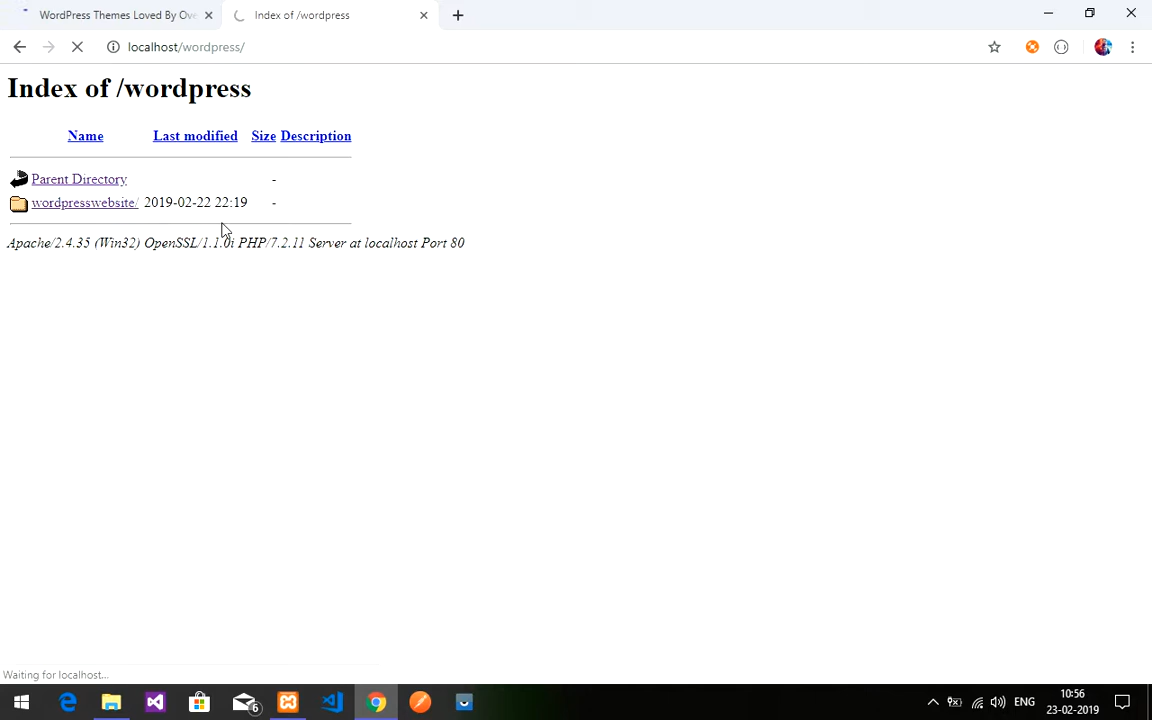 WordPress Themes Loved By Ove
Index of /wordpress
localhost/wordpress/
Index of /wordpress
Name Last modified Size Description
Parent Directory -
wordpresswebsite/ 2019-02-22 22:19 -
Apache/2.4.35 (Win32) OpenSSL/1.1.0i PHP/7.2.11 Server at localhost Port 80
Waiting for localhost...
6
ENG
10:56
23-02-2019